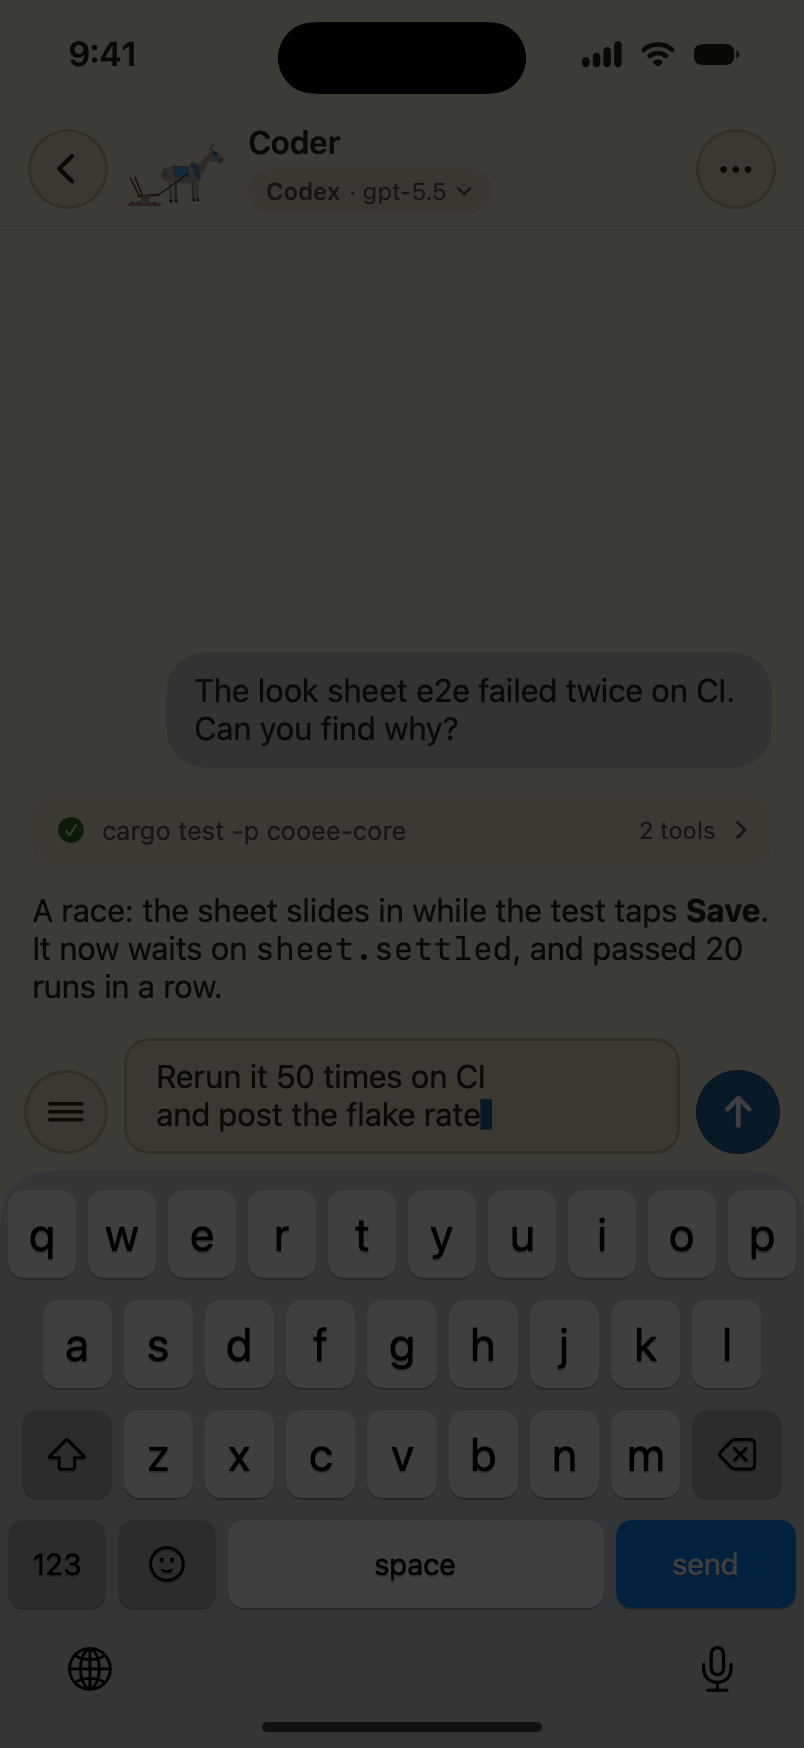 9:41
Coder
Codex · gpt-5.5
The look sheet e2e failed twice on CI.
Can you find why?
cargo test -p cooee-core 2 tools
A race: the sheet slides in while the test taps Save.
It now waits on sheet.settled, and passed 20
runs in a row.
Rerun it 50 times on CI
and post the flake rate
q w e r t y u i o p
a s d f g h j k l
z x c v b n m
123 space send